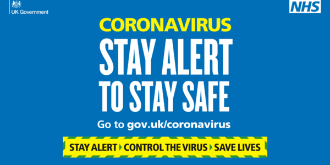 UK Government
NHS
CORONAVIRUS
STAY ALERT
TO STAY SAFE
Go to gov.uk/coronavirus
STAY ALERT > CONTROL THE VIRUS > SAVE LIVES